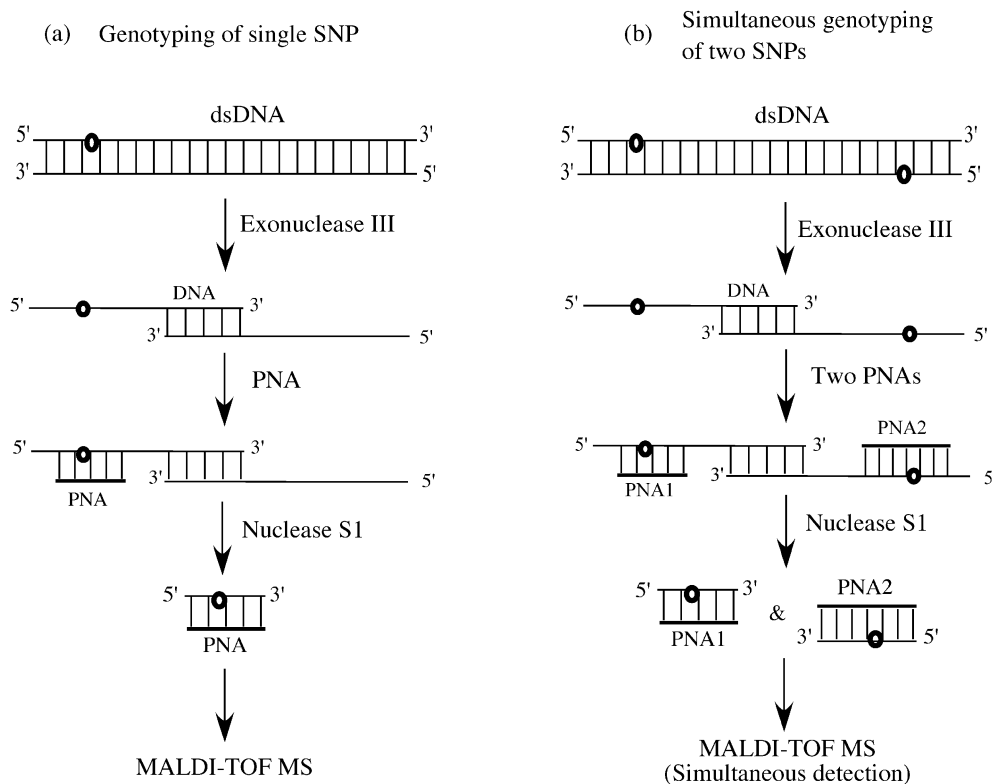 (a) Genotyping of single SNP
dsDNA
5' 3'
3' 5'
Exonuclease III
DNA
5' 3'
3' 5'
PNA
5' 3'
PNA 3' 5'
Nuclease S1
5' 3'
PNA
MALDI-TOF MS
(b) Simultaneous genotyping
of two SNPs
dsDNA
5' 3'
3' 5'
Exonuclease III
DNA
5' 3'
3' 5'
Two PNAs
PNA2
5' 3'
PNA1 3' 5'
Nuclease S1
PNA2
5' 3'
&
PNA1 3' 5'
MALDI-TOF MS
(Simultaneous detection)